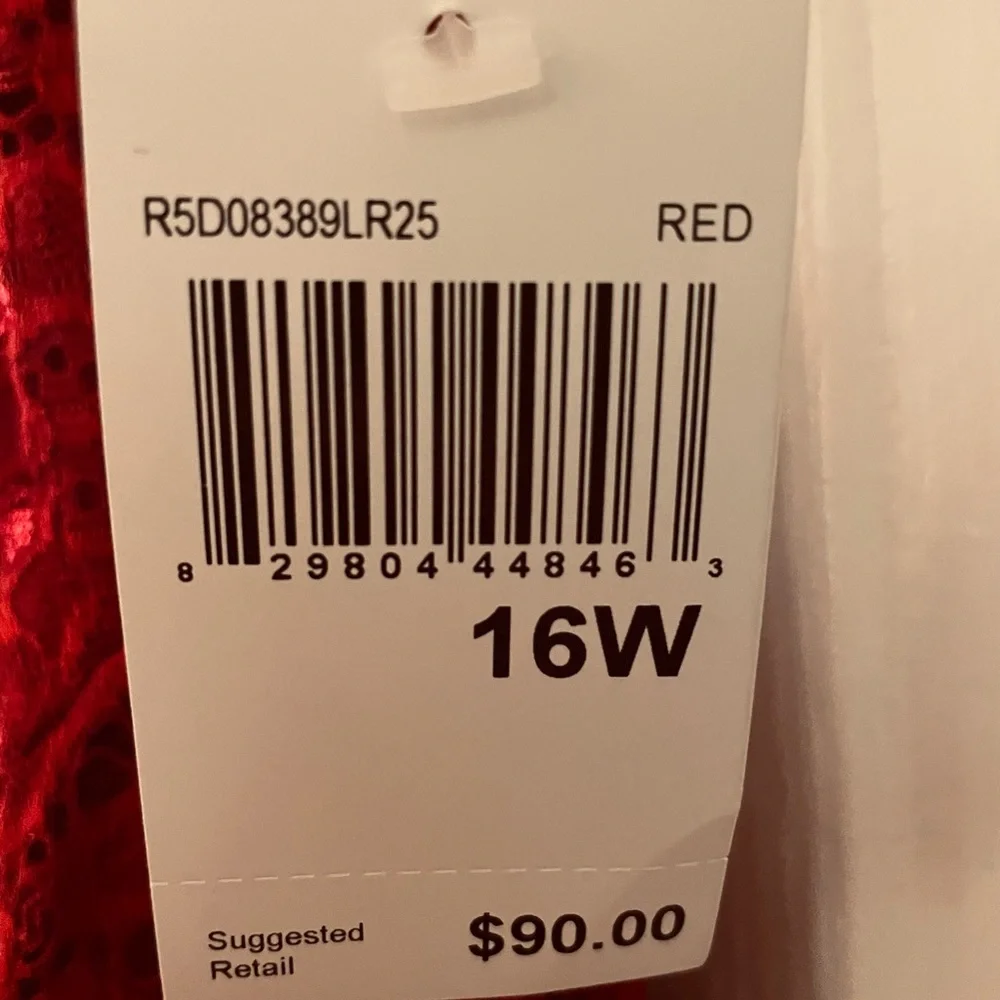 R5D08389LR25 RED
8 29804 44846 3
16W
Suggested
Retail $90.00